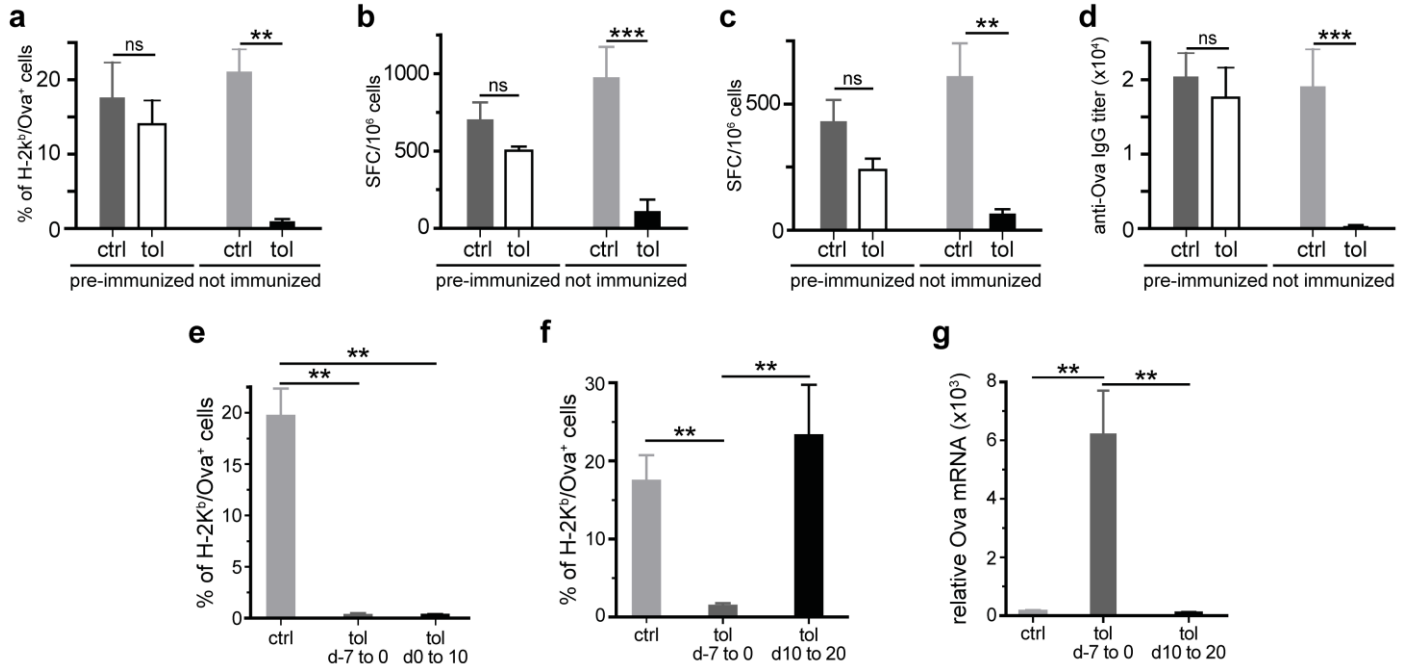 a
% of H-2kᵇ/Ova⁺ cells
20
10
0
ns
**
ctrl tol ctrl tol
pre-immunized not immunized
b
SFC/10⁶ cells
1000
500
0
ns
***
ctrl tol ctrl tol
pre-immunized not immunized
c
SFC/10⁶ cells
500
0
ns
**
ctrl tol ctrl tol
pre-immunized not immunized
d
anti-Ova IgG titer (x10⁴)
2
1
0
ns
***
ctrl tol ctrl tol
pre-immunized not immunized
e
% of H-2Kᵇ/Ova⁺ cells
20
15
10
5
0
**
**
ctrl tol tol
d-7 to 0 d0 to 10
f
% of H-2Kᵇ/Ova⁺ cells
30
20
10
0
**
**
ctrl tol tol
d-7 to 0 d10 to 20
g
relative Ova mRNA (x10³)
8
6
4
2
0
**
**
ctrl tol tol
d-7 to 0 d10 to 20